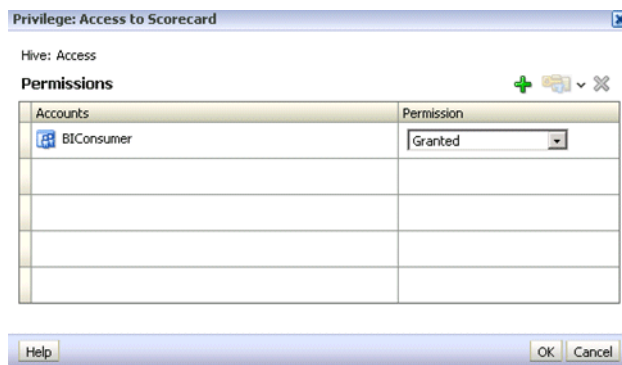 Privilege: Access to Scorecard
Hive: Access
Permissions
Accounts Permission
BIConsumer Granted
Help OK Cancel